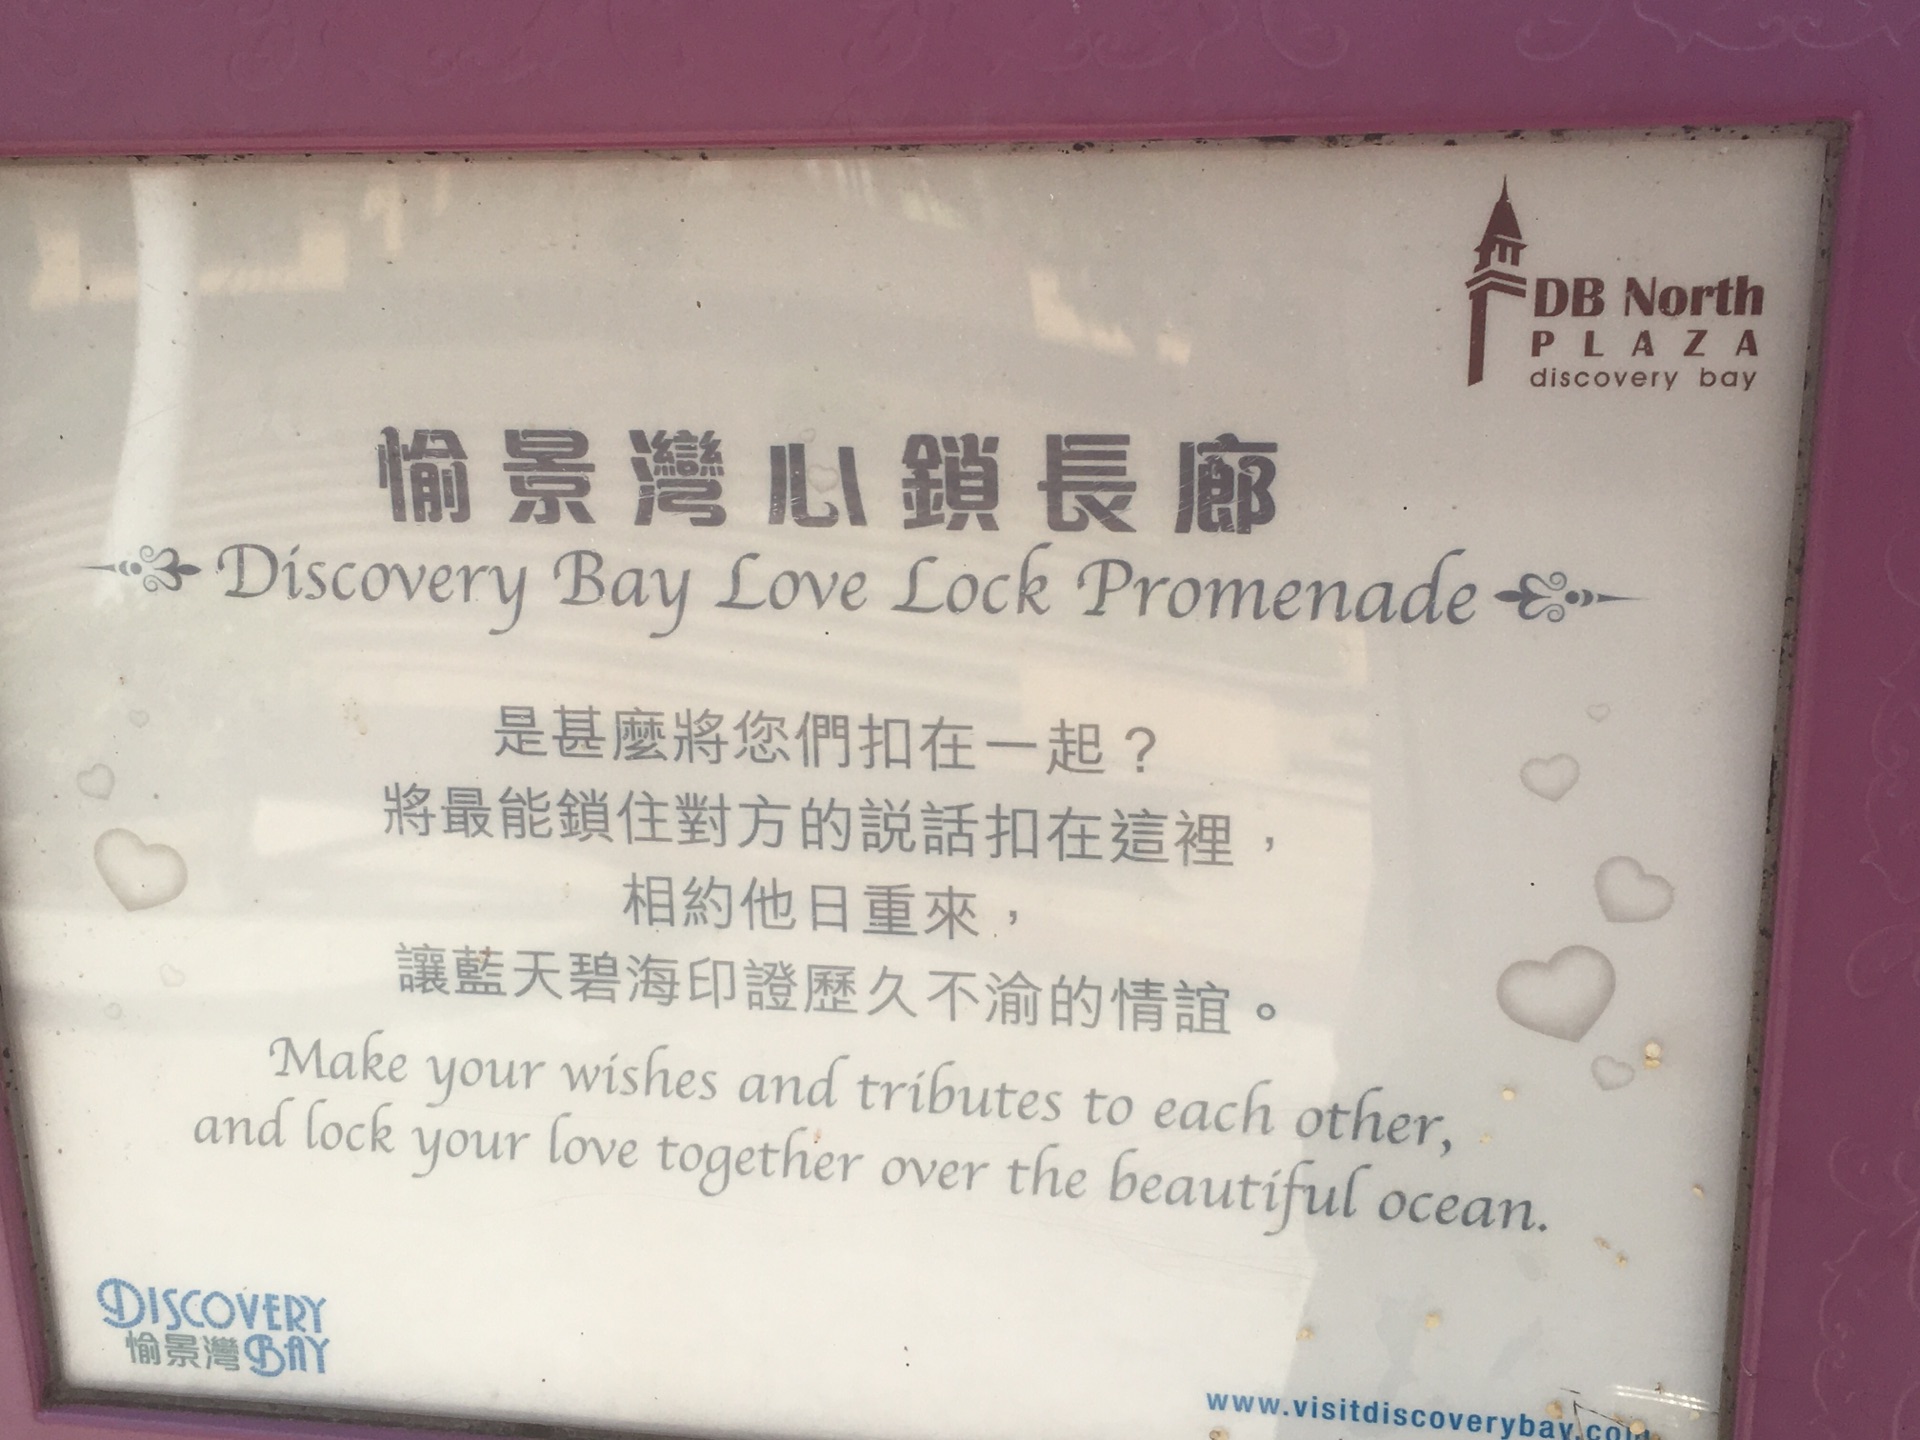 DB North
PLAZA
discovery bay
愉景灣心鎖長廊
Discovery Bay Love Lock Promenade
是甚麼將您們扣在一起？
將最能鎖住對方的説話扣在這裡，
相約他日重來，
讓藍天碧海印證歷久不渝的情誼。
Make your wishes and tributes to each other,
and lock your love together over the beautiful ocean.
DISCOVERY
愉景灣 BAY
www.visitdiscoverybay.com